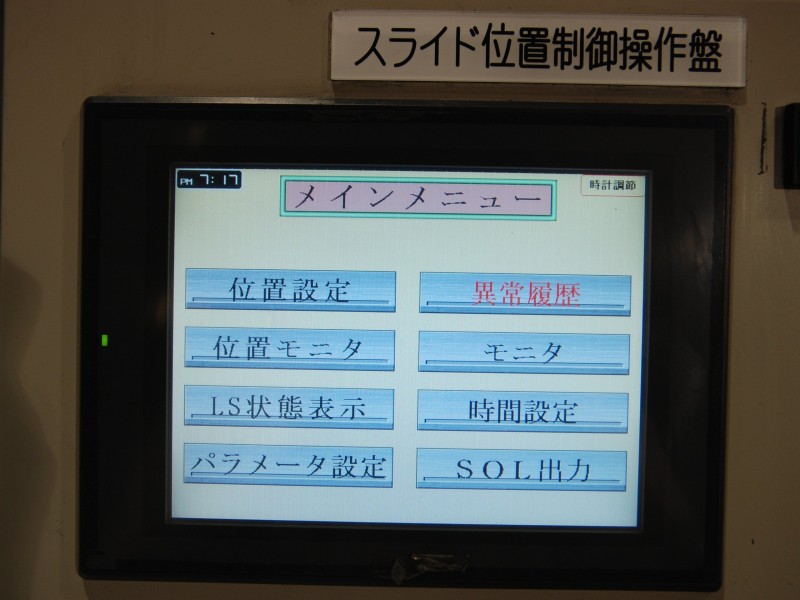 スライド位置制御操作盤
PM 7:17
メインメニュー
時計調節
位置設定
異常履歴
位置モニタ
モニタ
LS状態表示
時間設定
パラメータ設定
SOL出力